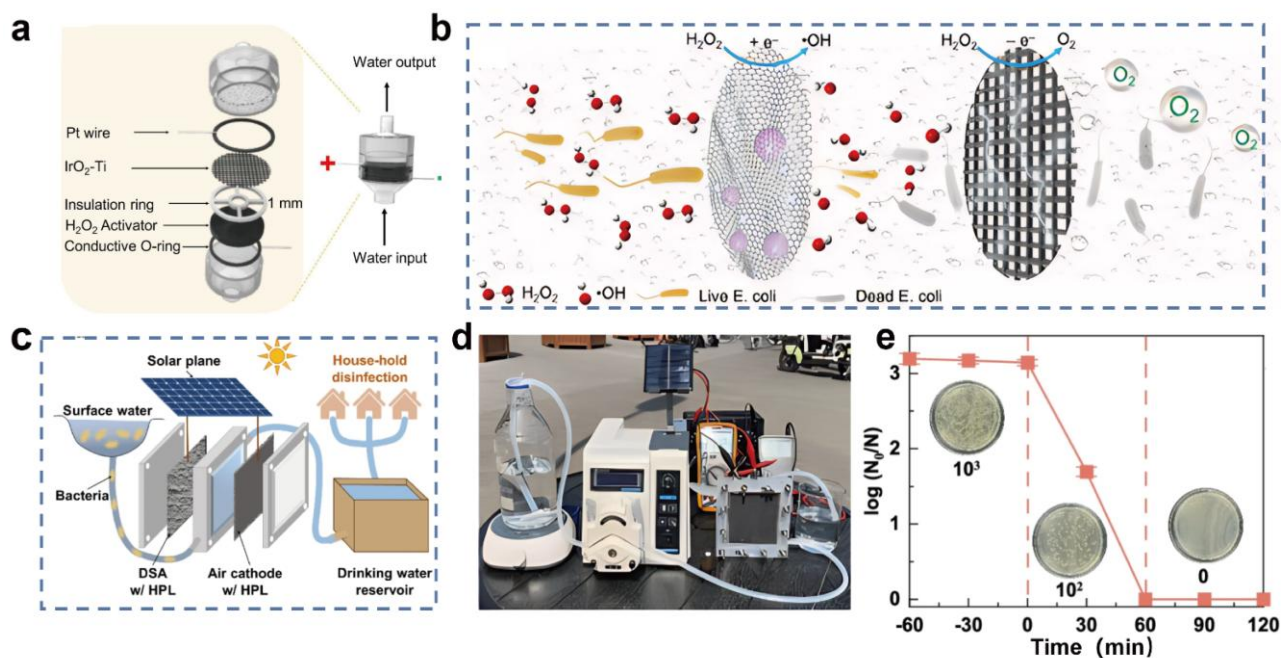 a
Water output
Pt wire
IrO2-Ti
Insulation ring
1 mm
H2O2 Activator
Conductive O-ring
+
Water input
b
H2O2 + e- •OH
H2O2 - e- O2
O2
O2
O2
H2O2
•OH
Live E. coli
Dead E. coli
c
Solar plane
House-hold
disinfection
Surface water
Bacteria
DSA
w/ HPL
Air cathode
w/ HPL
Drinking water
reservoir
d
e
log (N0/N)
3
2
1
0
10³
10²
0
-60 -30 0 30 60 90 120
Time (min)